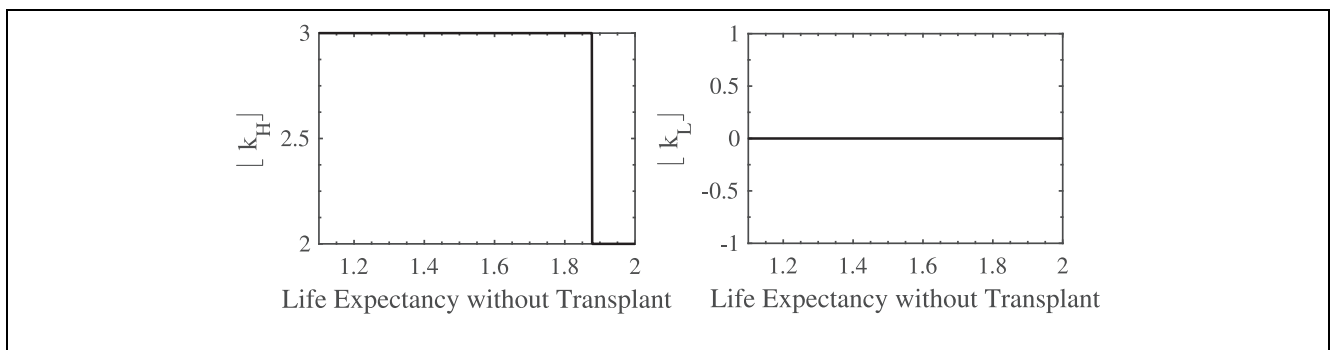 3
2.5
2
⌊ k_H⌋
1.2 1.4 1.6 1.8 2
Life Expectancy without Transplant
1
0.5
0
-0.5
-1
⌊ k_L⌋
1.2 1.4 1.6 1.8 2
Life Expectancy without Transplant